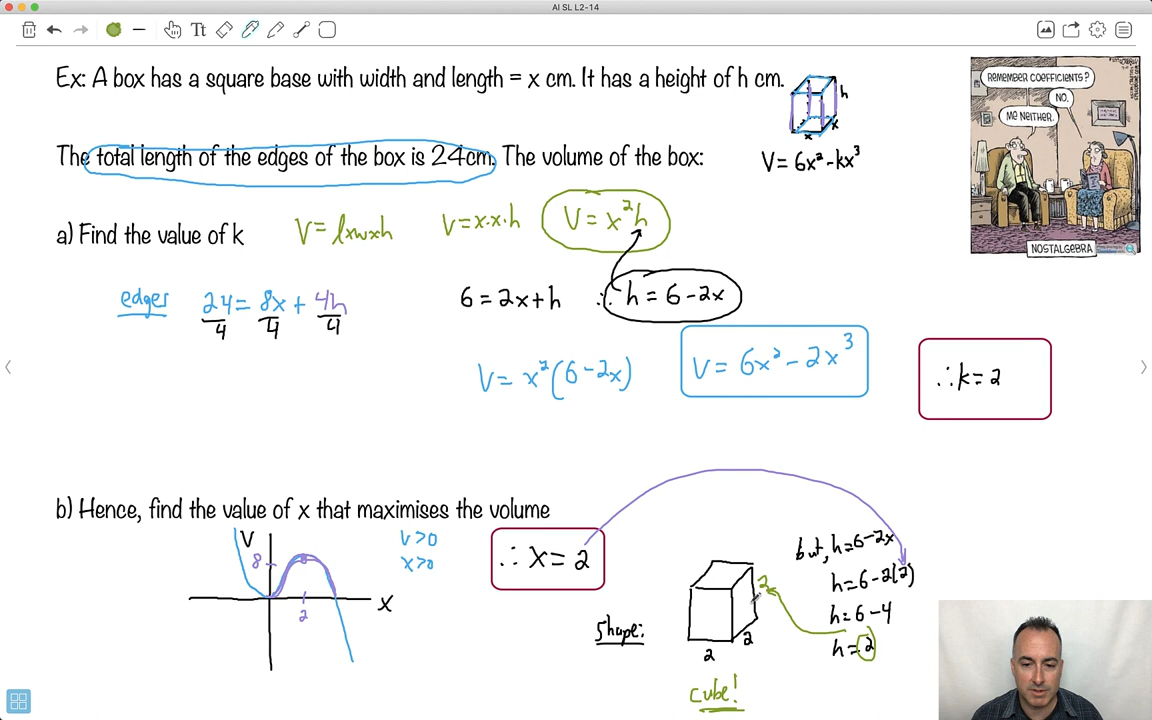 AI SL L2-14
Tt
Ex: A box has a square base with width and length = x cm. It has a height of h cm.
h
x
x
The total length of the edges of the box is 24cm. The volume of the box:
V = 6x² - kx³
REMEMBER COEFFICIENTS?
NO.
ME NEITHER.
NOSTALGEBRA
a) Find the value of k
V = lxwxh
V = x·x·h
V = x²h
edges
24 = 8x + 4h
4 4 4
6 = 2x + h
∴ h = 6 - 2x
V = x²(6 - 2x)
V = 6x² - 2x³
∴ k = 2
b) Hence, find the value of x that maximises the volume
V
8
2
x
V > 0
x > 0
∴ x = 2
but, h = 6 - 2x
h = 6 - 2(2)
h = 6 - 4
h = 2
Shape:
2
2
2
cube!